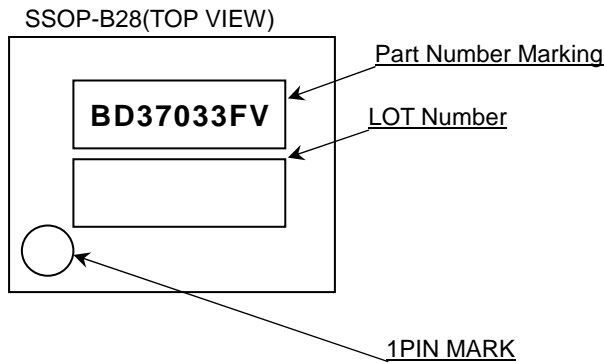 SSOP-B28(TOP VIEW)
Part Number Marking
BD37033FV
LOT Number
1PIN MARK